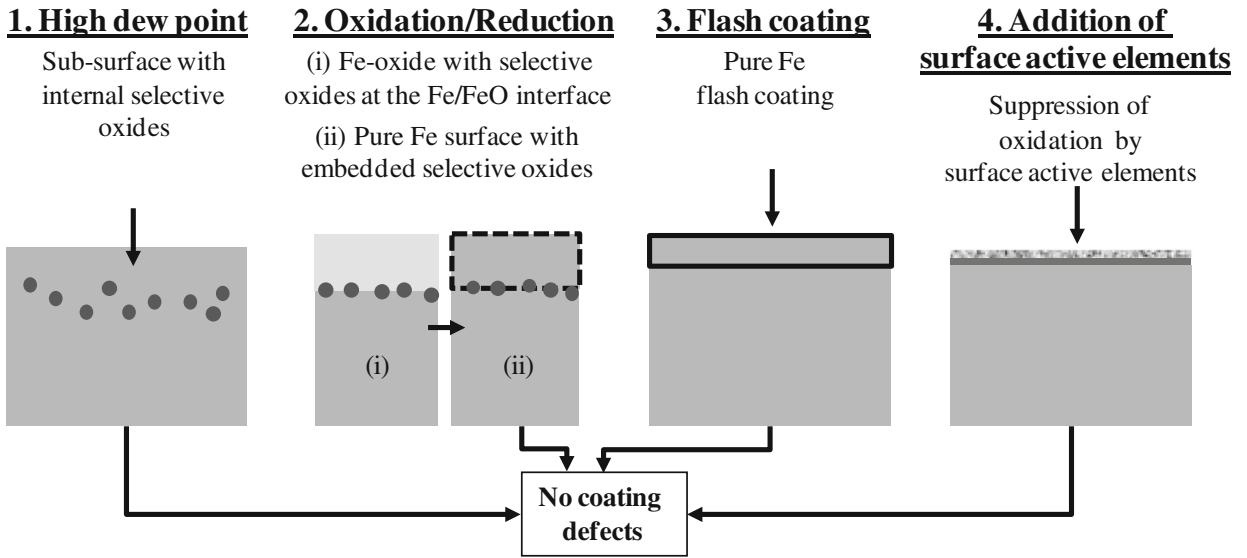 1. High dew point
Sub-surface with
internal selective
oxides
2. Oxidation/Reduction
(i) Fe-oxide with selective
oxides at the Fe/FeO interface
(ii) Pure Fe surface with
embedded selective oxides
3. Flash coating
Pure Fe
flash coating
4. Addition of
surface active elements
Suppression of
oxidation by
surface active elements
(i)
(ii)
No coating
defects